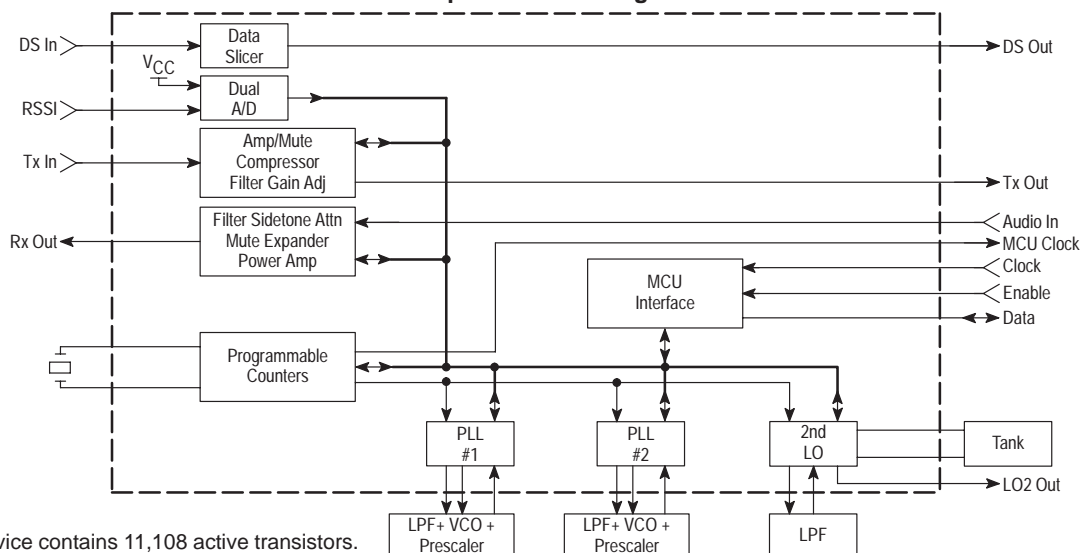 DS In
Data
Slicer
DS Out
VCC
RSSI
Dual
A/D
Tx In
Amp/Mute
Compressor
Filter Gain Adj
Tx Out
Rx Out
Filter Sidetone Attn
Mute Expander
Power Amp
Audio In
MCU Clock
MCU
Interface
Clock
Enable
Data
Programmable
Counters
PLL
#1
PLL
#2
2nd
LO
Tank
LO2 Out
LPF+ VCO +
Prescaler
LPF+ VCO +
Prescaler
LPF
vice contains 11,108 active transistors.